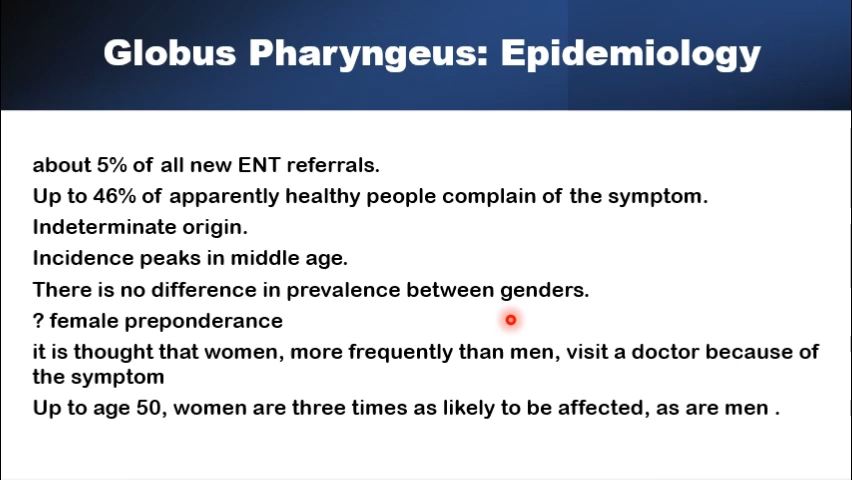 Globus Pharyngeus: Epidemiology
about 5% of all new ENT referrals.
Up to 46% of apparently healthy people complain of the symptom.
Indeterminate origin.
Incidence peaks in middle age.
There is no difference in prevalence between genders.
? female preponderance
it is thought that women, more frequently than men, visit a doctor because of
the symptom
Up to age 50, women are three times as likely to be affected, as are men .